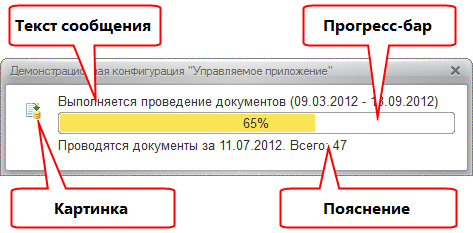 Текст сообщения
Прогресс-бар
Демонстрационная конфигурация "Управляемое приложение"
Выполняется проведение документов (09.03.2012 - 13.09.2012)
65%
Проводятся документы за 11.07.2012. Всего: 47
Картинка
Пояснение